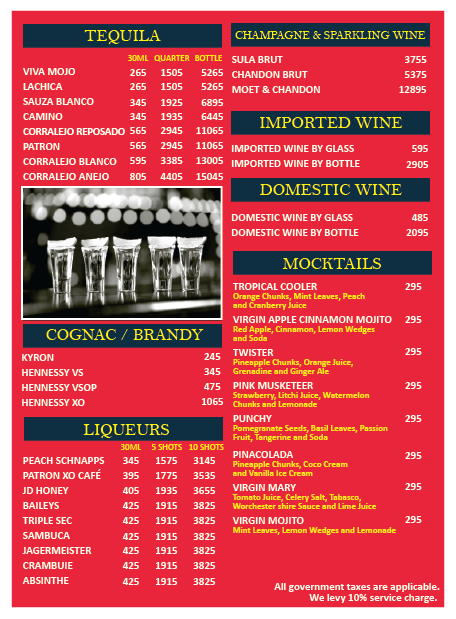 TEQUILA
30ML QUARTER BOTTLE
VIVA MOJO 265 1505 5265
LACHICA 265 1505 5265
SAUZA BLANCO 345 1925 6895
CAMINO 345 1935 6445
CORRALEJO REPOSADO 565 2945 11065
PATRON 565 2945 11065
CORRALEJO BLANCO 595 3385 13005
CORRALEJO ANEJO 805 4405 15045
COGNAC / BRANDY
KYRON 245
HENNESSY VS 345
HENNESSY VSOP 475
HENNESSY XO 1065
LIQUEURS
30ML 5 SHOTS 10 SHOTS
PEACH SCHNAPPS 345 1575 3145
PATRON XO CAFÉ 395 1775 3535
JD HONEY 405 1935 3655
BAILEYS 425 1915 3825
TRIPLE SEC 425 1915 3825
SAMBUCA 425 1915 3825
JAGERMEISTER 425 1915 3825
CRAMBUIE 425 1915 3825
ABSINTHE 425 1915 3825
CHAMPAGNE & SPARKLING WINE
SULA BRUT 3755
CHANDON BRUT 5375
MOET & CHANDON 12895
IMPORTED WINE
IMPORTED WINE BY GLASS 595
IMPORTED WINE BY BOTTLE 2905
DOMESTIC WINE
DOMESTIC WINE BY GLASS 485
DOMESTIC WINE BY BOTTLE 2095
MOCKTAILS
TROPICAL COOLER 295
Orange Chunks, Mint Leaves, Peach
and Cranberry Juice
VIRGIN APPLE CINNAMON MOJITO 295
Red Apple, Cinnamon, Lemon Wedges
and Soda
TWISTER 295
Pineapple Chunks, Orange Juice,
Grenadine and Ginger Ale
PINK MUSKETEER 295
Strawberry, Litchi Juice, Watermelon
Chunks and Lemonade
PUNCHY 295
Pomegranate Seeds, Basil Leaves, Passion
Fruit, Tangerine and Soda
PINACOLADA 295
Pineapple Chunks, Coco Cream
and Vanilla Ice Cream
VIRGIN MARY 295
Tomato Juice, Celery Salt, Tabasco,
Worchester shire Sauce and Lime Juice
VIRGIN MOJITO 295
Mint Leaves, Lemon Wedges and Lemonade
All government taxes are applicable.
We levy 10% service charge.